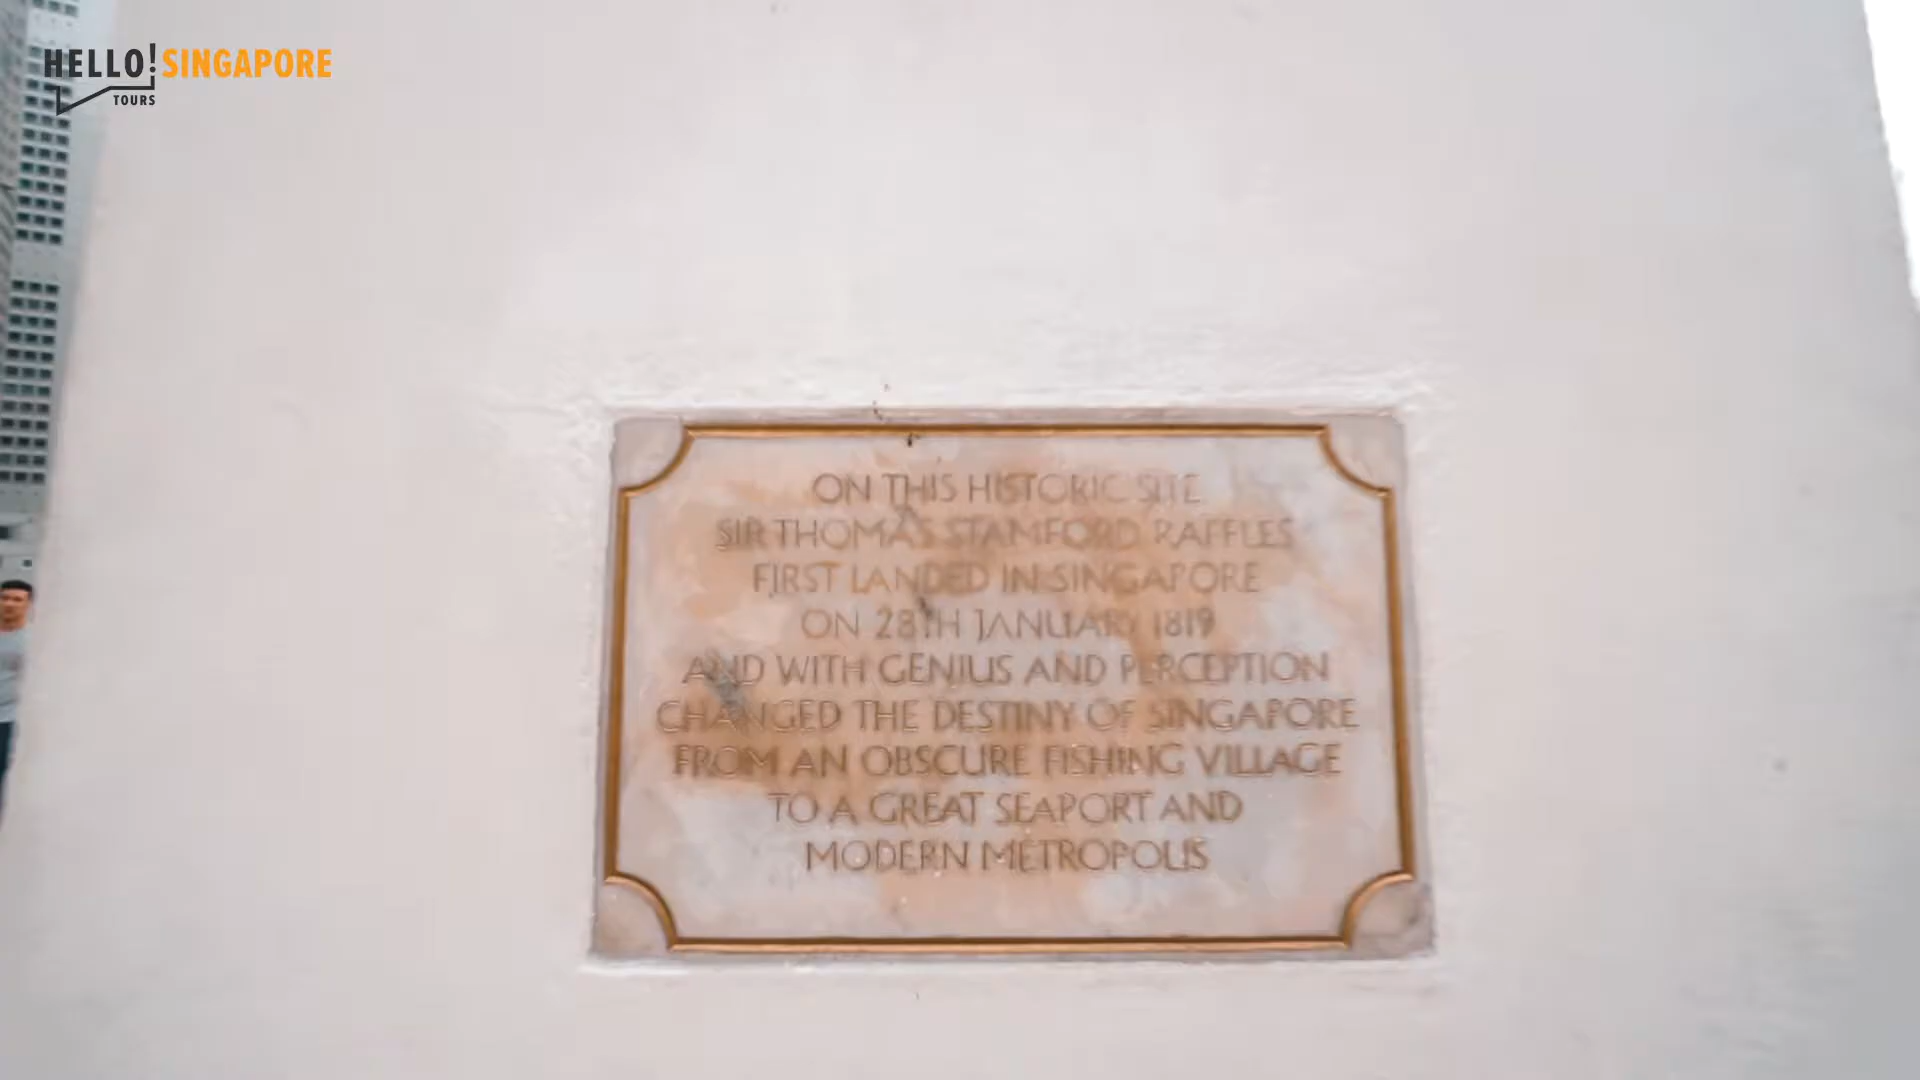 HELLO! SINGAPORE
TOURS
ON THIS HISTORIC SITE
SIR THOMAS STAMFORD RAFFLES
FIRST LANDED IN SINGAPORE
ON 28TH JANUARY 1819
AND WITH GENIUS AND PERCEPTION
CHANGED THE DESTINY OF SINGAPORE
FROM AN OBSCURE FISHING VILLAGE
TO A GREAT SEAPORT AND
MODERN METROPOLIS